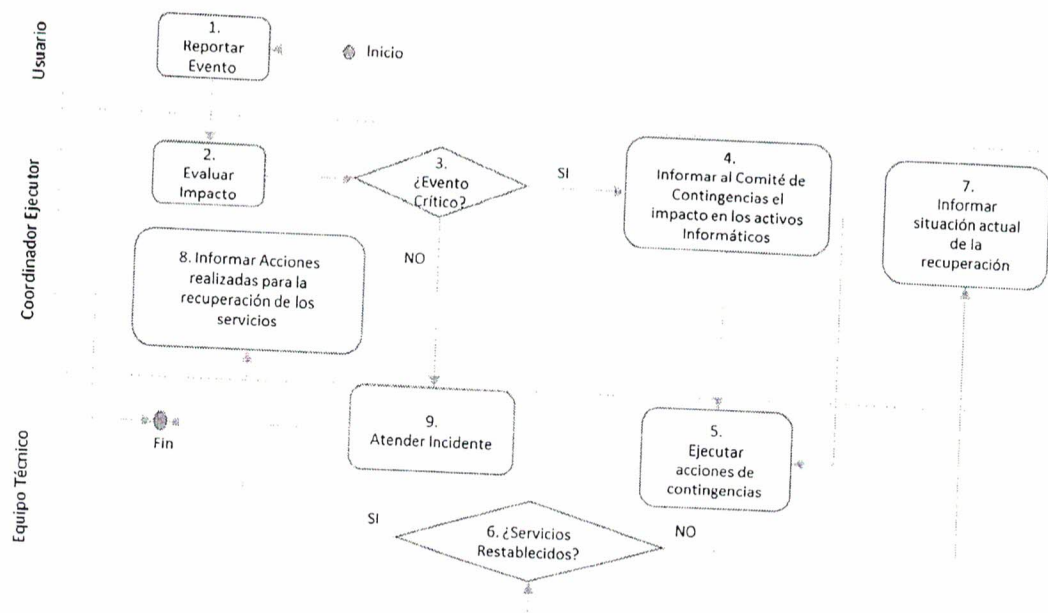 Usuario
1.
Reportar
Evento
Inicio
Coordinador Ejecutor
2.
Evaluar
Impacto
3.
¿Evento
Crítico?
SI
NO
4.
Informar al Comité de
Contingencias el
impacto en los activos
Informáticos
7.
Informar
situación actual
de la
recuperación
8. Informar Acciones
realizadas para la
recuperación de los
servicios
Equipo Técnico
Fin
9.
Atender Incidente
5.
Ejecutar
acciones de
contingencias
SI
6. ¿Servicios
Restablecidos?
NO